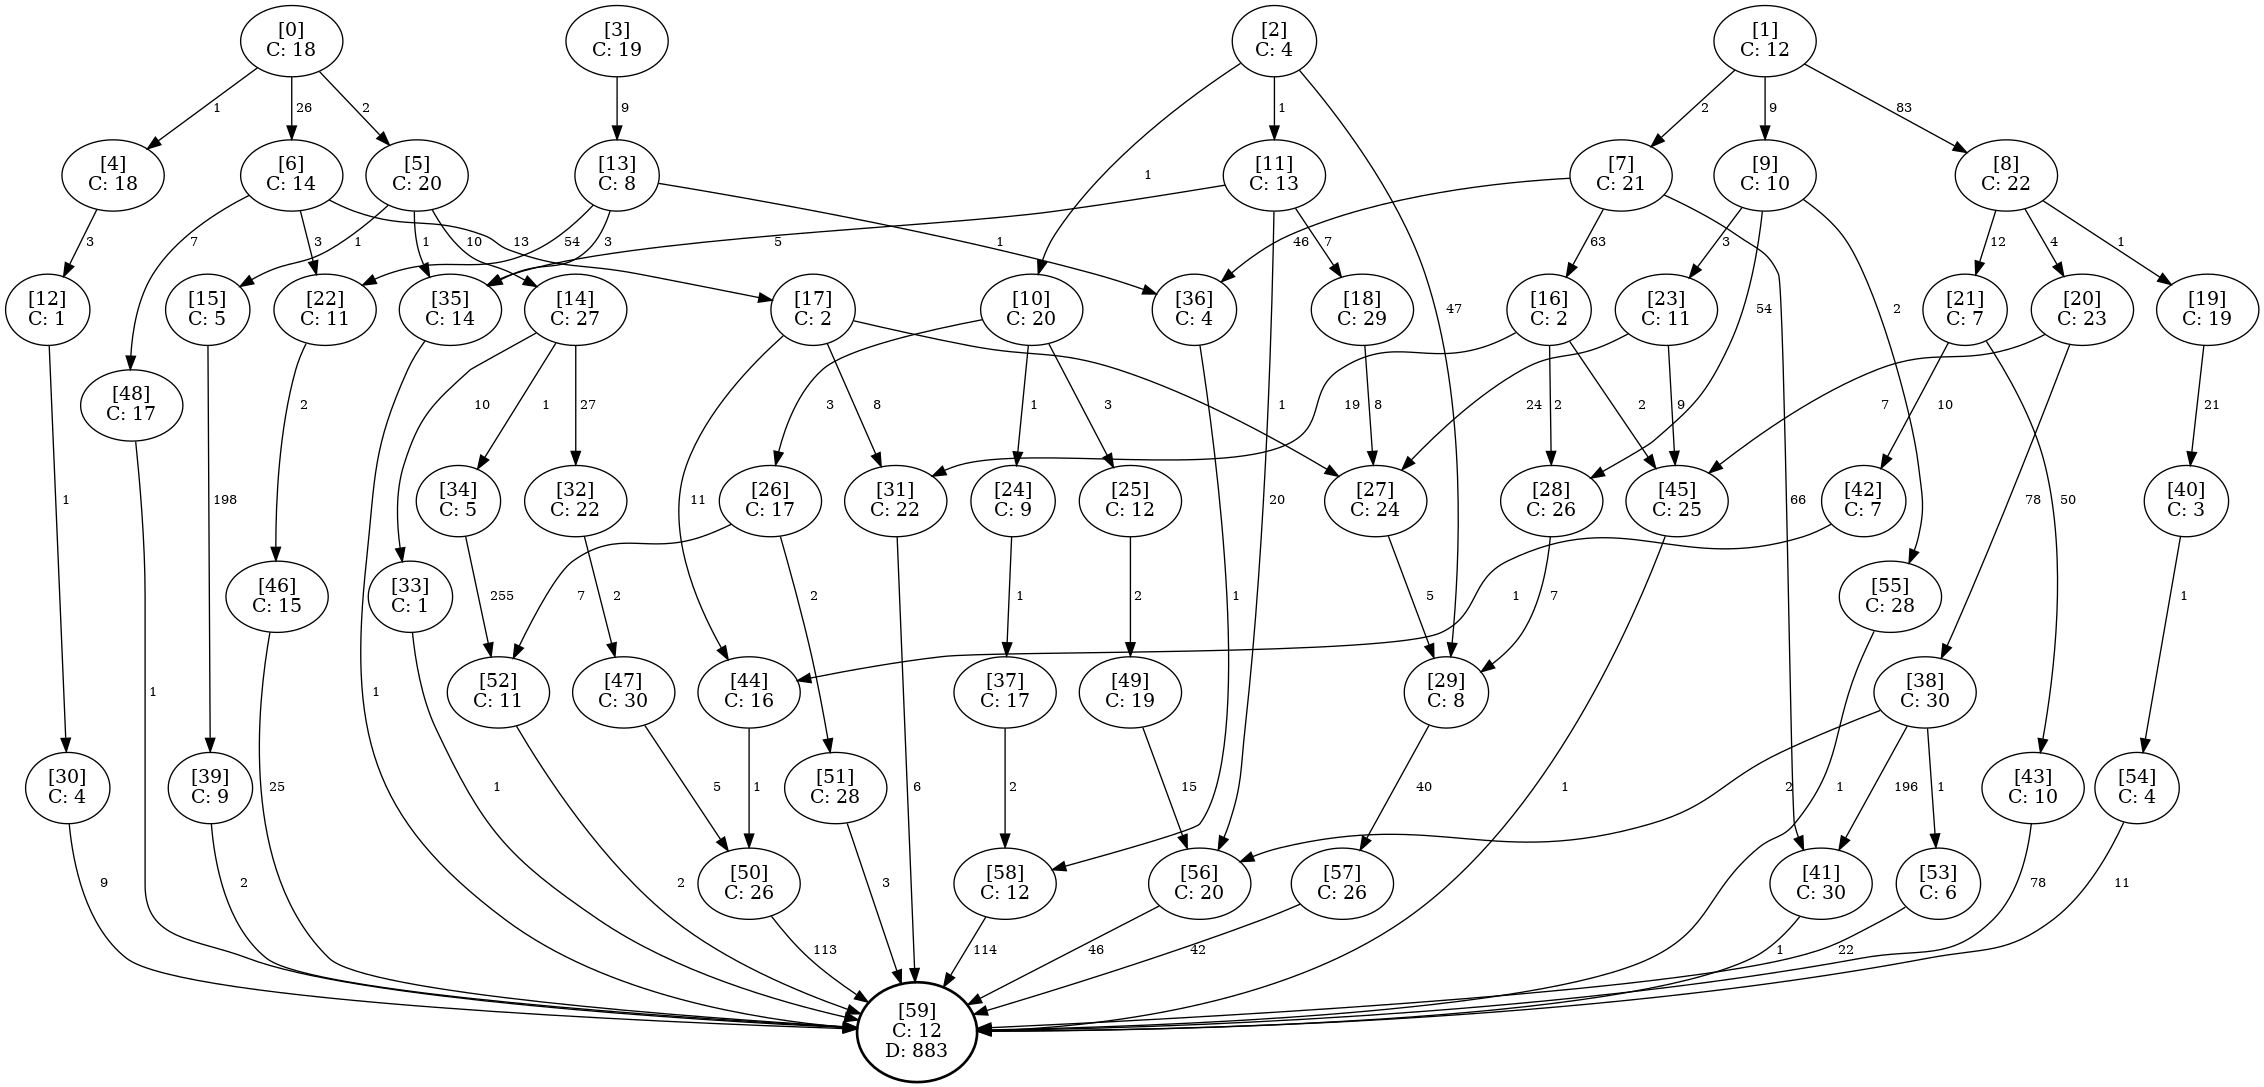 [0]
C: 18
[3]
C: 19
[2]
C: 4
[1]
C: 12
1
26
2
9
1
2
9
83
[4]
C: 18
[6]
C: 14
[5]
C: 20
[13]
C: 8
1
[11]
C: 13
47
[7]
C: 21
[9]
C: 10
[8]
C: 22
3
7
3
13
1
1
10
54
3
1
5
7
1
20
46
63
66
3
54
2
12
4
1
[12]
C: 1
[15]
C: 5
[22]
C: 11
[35]
C: 14
[14]
C: 27
[17]
C: 2
[10]
C: 20
[36]
C: 4
[18]
C: 29
[16]
C: 2
[23]
C: 11
[21]
C: 7
[20]
C: 23
[19]
C: 19
[48]
C: 17
2
10
1
27
11
8
3
1
3
19
8
24
2
2
9
7
10
50
78
21
1
198
[34]
C: 5
[32]
C: 22
[26]
C: 17
[31]
C: 22
[24]
C: 9
[25]
C: 12
[27]
C: 24
[28]
C: 26
[45]
C: 25
[42]
C: 7
[40]
C: 3
[46]
C: 15
[33]
C: 1
255
2
7
2
1
2
1
5
1
7
[55]
C: 28
1
1
1
[52]
C: 11
[47]
C: 30
[44]
C: 16
[37]
C: 17
[49]
C: 19
[29]
C: 8
[38]
C: 30
[30]
C: 4
[39]
C: 9
25
1
5
1
[51]
C: 28
6
2
15
40
1
2
1
196
1
[43]
C: 10
[54]
C: 4
9
2
2
[50]
C: 26
3
[58]
C: 12
[56]
C: 20
[57]
C: 26
[41]
C: 30
[53]
C: 6
78
11
113
114
46
42
1
22
[59]
C: 12
D: 883